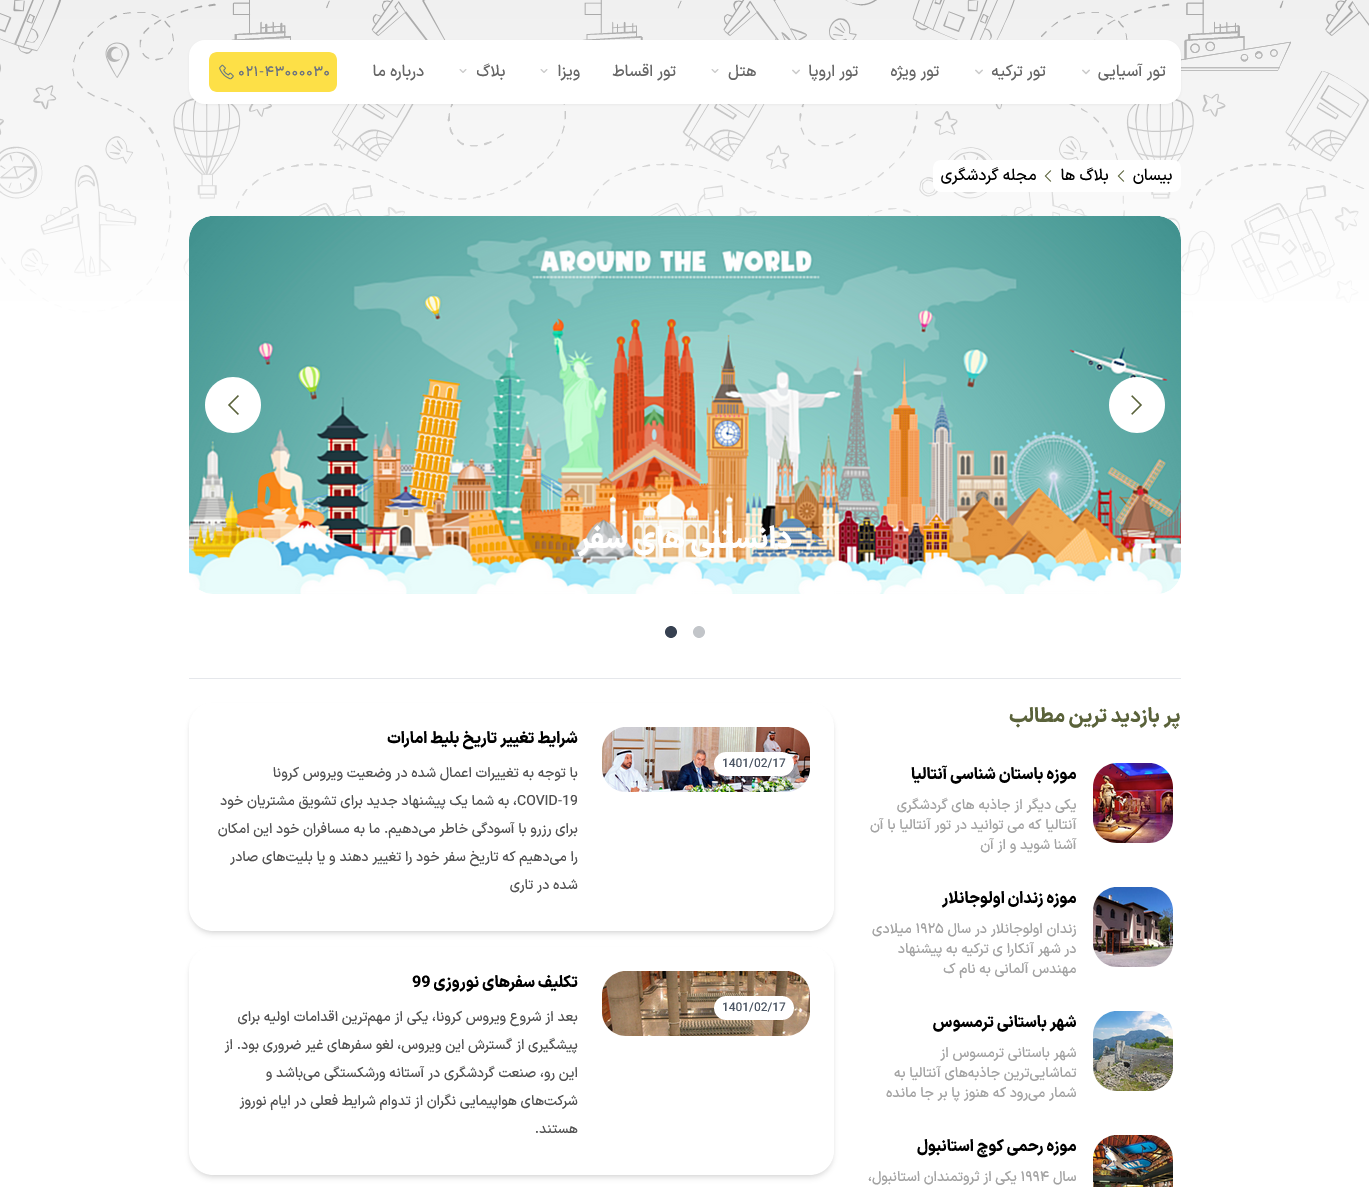 تور آسیایی
تور ترکیه
تور ویژه
تور اروپا
هتل
تور اقساط
ویزا
بلاگ
درباره ما
۰۲۱-۴۳۰۰۰۰۳۰
بیسان
بلاگ ها
مجله گردشگری
AROUND THE WORLD
دانستنی های سفر
پر بازدید ترین مطالب
موزه باستان شناسی آنتالیا
یکی دیگر از جاذبه های گردشگری
آنتالیا که می توانید در تور آنتالیا با آن
آشنا شوید و از آن
موزه زندان اولوجانلار
زندان اولوجانلار در سال ۱۹۲۵ میلادی
در شهر آنکارا ی ترکیه به پیشنهاد
مهندس آلمانی به نام ک
شهر باستانی ترمسوس
شهر باستانی ترمسوس از
تماشایی‌ترین جاذبه‌های آنتالیا به
شمار می‌رود که هنوز پا بر جا مانده
موزه رحمی کوچ استانبول
سال ۱۹۹۴ یکی از ثروتمندان استانبول،
1401/02/17
شرایط تغییر تاریخ بلیط امارات
با توجه به تغییرات اعمال شده در وضعیت ویروس کرونا
COVID-19، به شما یک پیشنهاد جدید برای تشویق مشتریان خود
برای رزرو با آسودگی خاطر می‌دهیم. ما به مسافران خود این امکان
را می‌دهیم که تاریخ سفر خود را تغییر دهند و یا بلیت‌های صادر
شده در تاری
1401/02/17
تکلیف سفرهای نوروزی 99
بعد از شروع ویروس کرونا، یکی از مهم‌ترین اقدامات اولیه برای
پیشگیری از گسترش این ویروس، لغو سفرهای غیر ضروری بود. از
این رو، صنعت گردشگری در آستانه ورشکستگی می‌باشد و
شرکت‌های هواپیمایی نگران از تدوام شرایط فعلی در ایام نوروز
هستند.